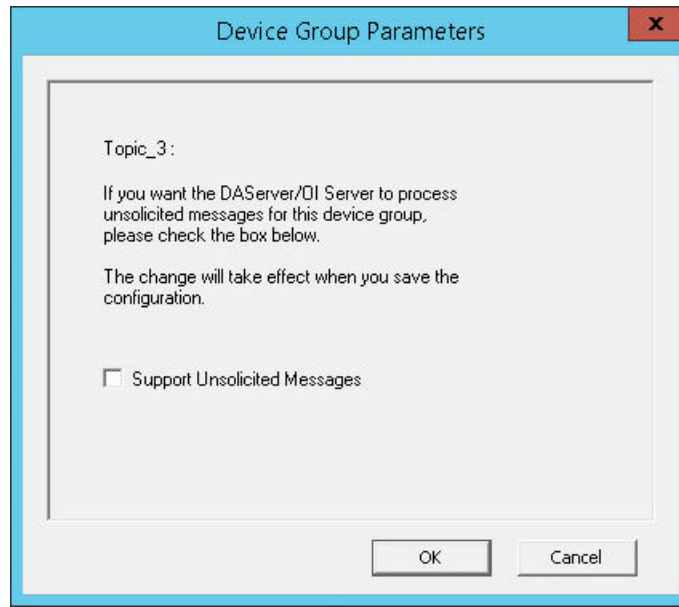 Device Group Parameters
x
Topic_3 :
If you want the DAServer/OI Server to process
unsolicited messages for this device group,
please check the box below.
The change will take effect when you save the
configuration.
Support Unsolicited Messages
OK
Cancel